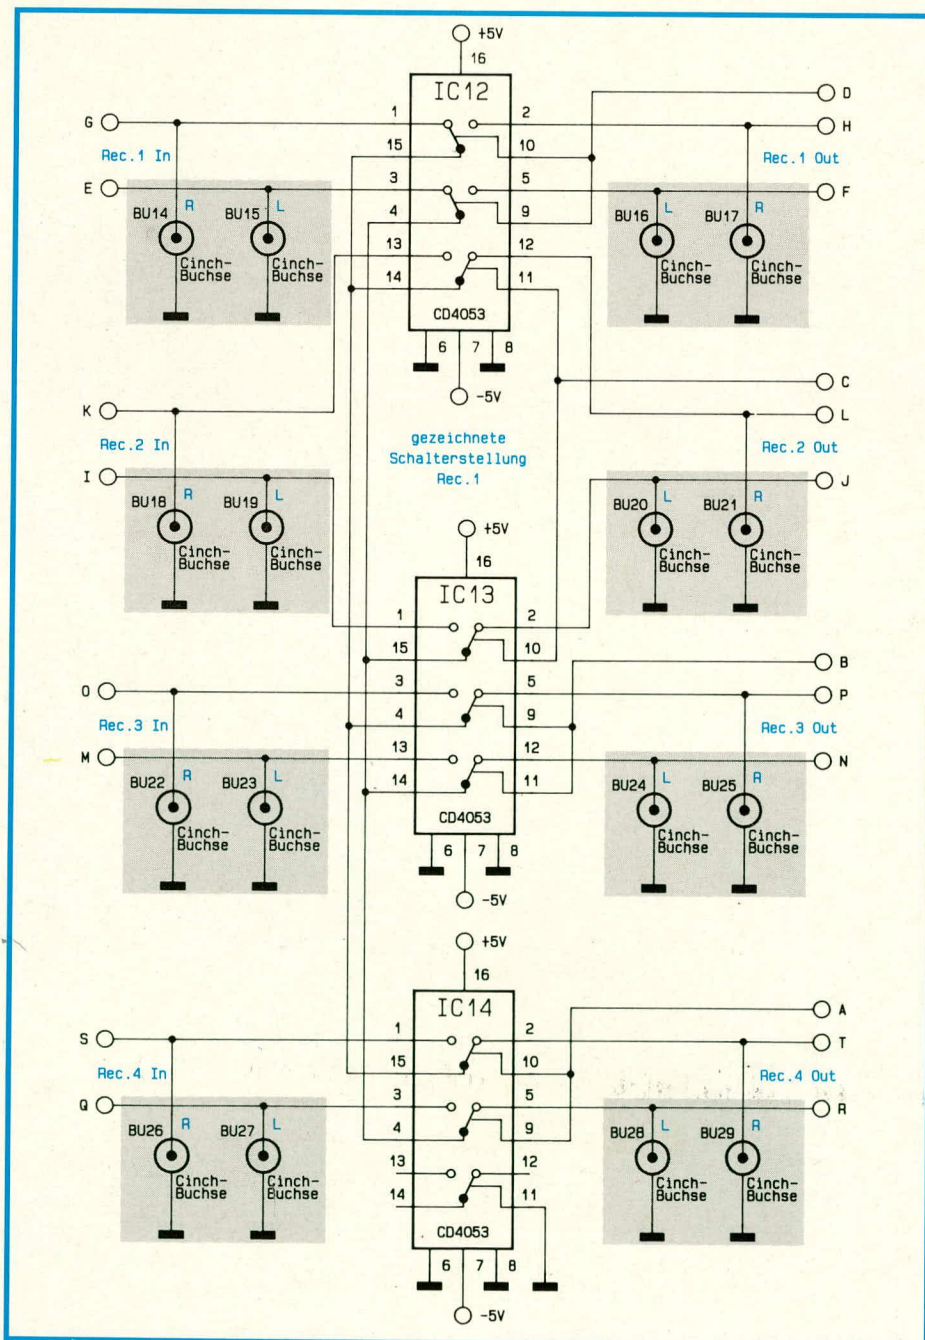 +5V
16
IC12
D
G 1 2 H
Rec.1 In 15 10 Rec.1 Out
E 3 5 F
BU14 R BU15 L 4 9 BU16 L BU17 R
Cinch-Buchse Cinch-Buchse 13 12 Cinch-Buchse Cinch-Buchse
14 11
CD4053
6 7 8
-5V
C
K L
Rec.2 In Rec.2 Out
gezeichnete
Schalterstellung
Rec.1
I J
BU18 R BU19 L BU20 L BU21 R
Cinch-Buchse Cinch-Buchse Cinch-Buchse Cinch-Buchse
+5V
16
IC13
1 2
15 10 B
O 3 5 P
Rec.3 In 4 9 Rec.3 Out
M 13 12 N
BU22 R BU23 L 14 11 BU24 L BU25 R
Cinch-Buchse Cinch-Buchse CD4053 Cinch-Buchse Cinch-Buchse
6 7 8
-5V
+5V
16
IC14 A
S 1 2 T
Rec.4 In 15 10 Rec.4 Out
Q 3 5 R
BU26 R BU27 L 4 9 BU28 L BU29 R
Cinch-Buchse Cinch-Buchse 13 12 Cinch-Buchse Cinch-Buchse
14 11
CD4053
6 7 8
-5V